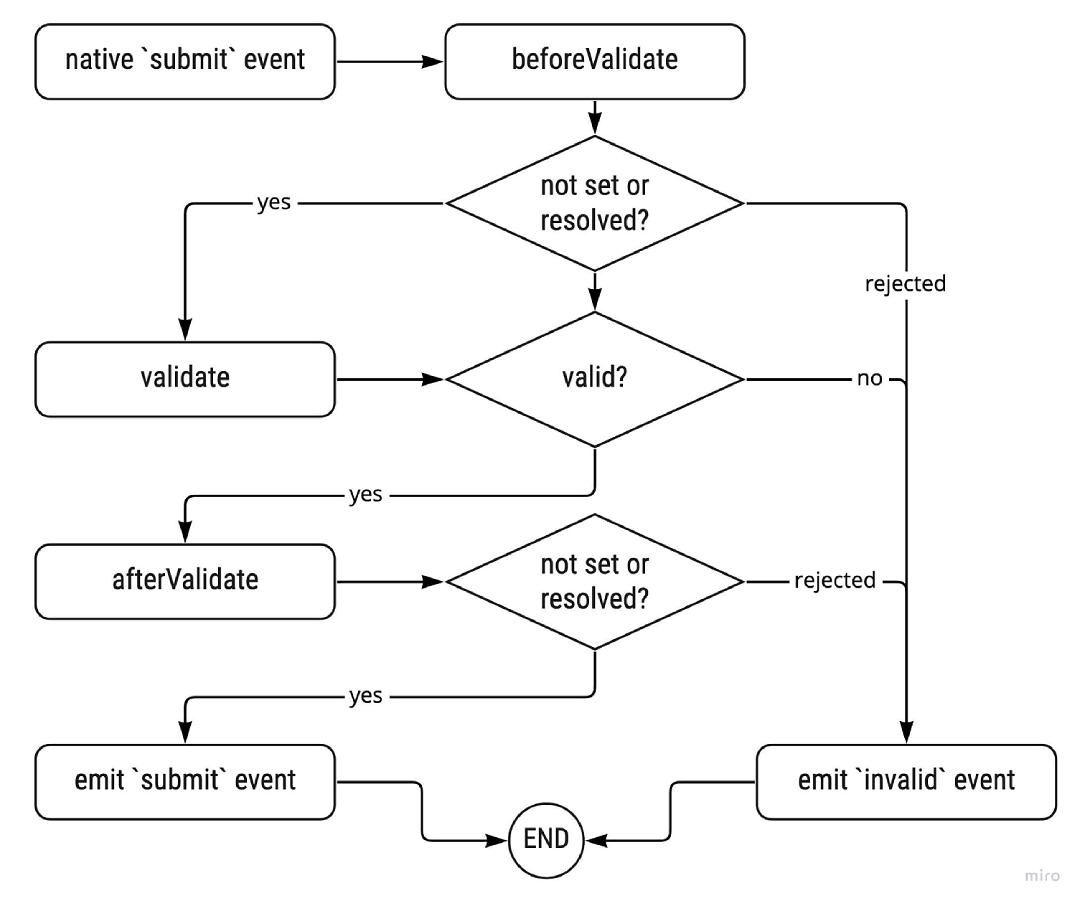 native `submit` event
beforeValidate
not set or
resolved?
yes
rejected
validate
valid?
no
yes
afterValidate
not set or
resolved?
rejected
yes
emit `submit` event
emit `invalid` event
END
miro